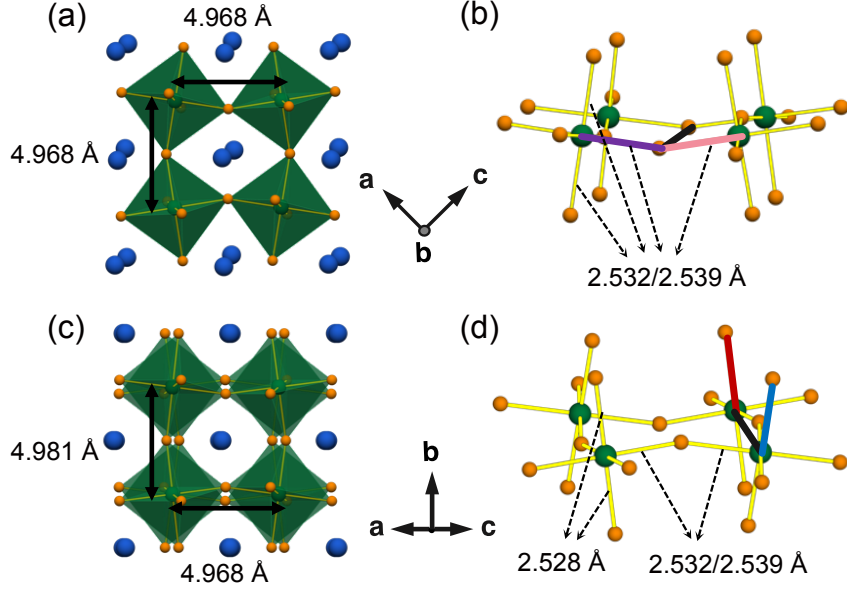 (a)
4.968 Å
(b)
4.968 Å
a
c
b
2.532/2.539 Å
(c)
(d)
4.981 Å
b
a
c
4.968 Å
2.528 Å
2.532/2.539 Å